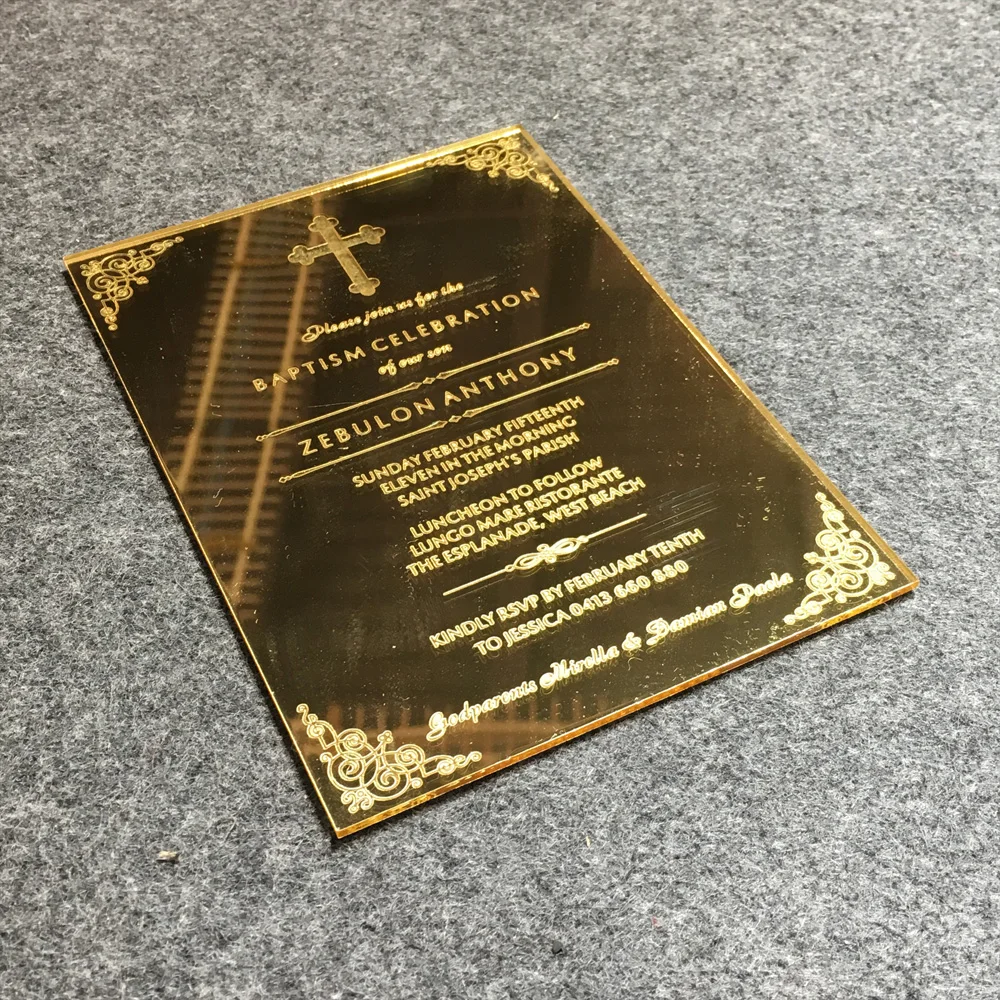 Please join us for the
BAPTISM CELEBRATION
of our son
ZEBULON ANTHONY
SUNDAY FEBRUARY FIFTEENTH
ELEVEN IN THE MORNING
SAINT JOSEPH'S PARISH
LUNCHEON TO FOLLOW
LUNGO MARE RISTORANTE
THE ESPLANADE, WEST BEACH
KINDLY RSVP BY FEBRUARY TENTH
TO JESSICA 0413 660 880
Godparents Mirella & Damian Paola